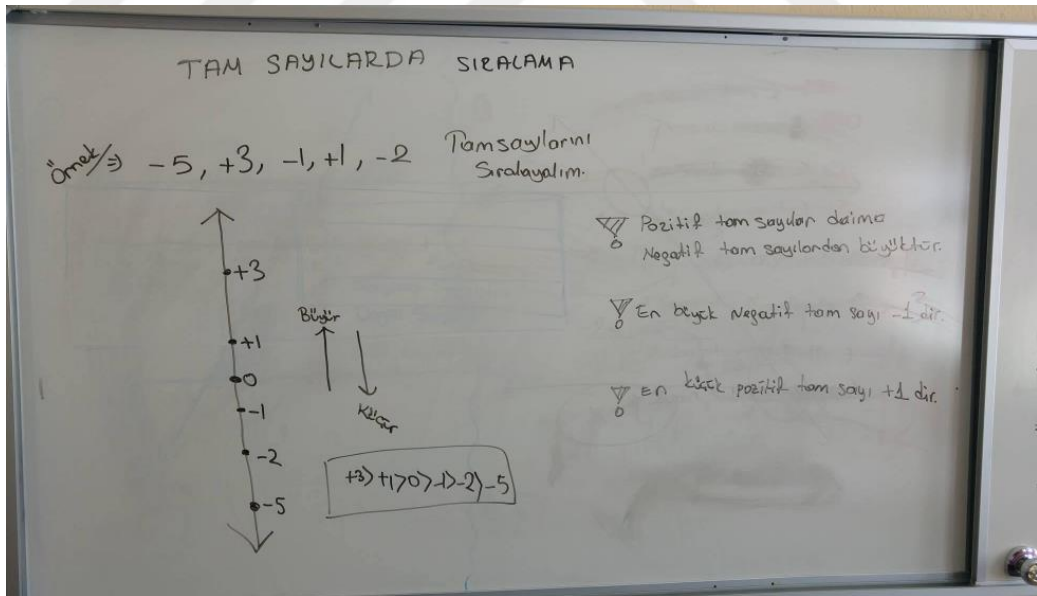 TAM SAYILARDA SIRALAMA
Örnek/⇒ -5, +3, -1, +1, -2 Tamsayılarını
Sıralayalım.
+3
+1
0
-1
-2
-5
Büyür
Küçür
+3>+1>0>-1>-2>-5
Pozitif tam sayılar daima
Negatif tam sayılardan büyüktür.
En büyük Negatif tam sayı -1 dir.
En küçük pozitif tam sayı +1 dir.